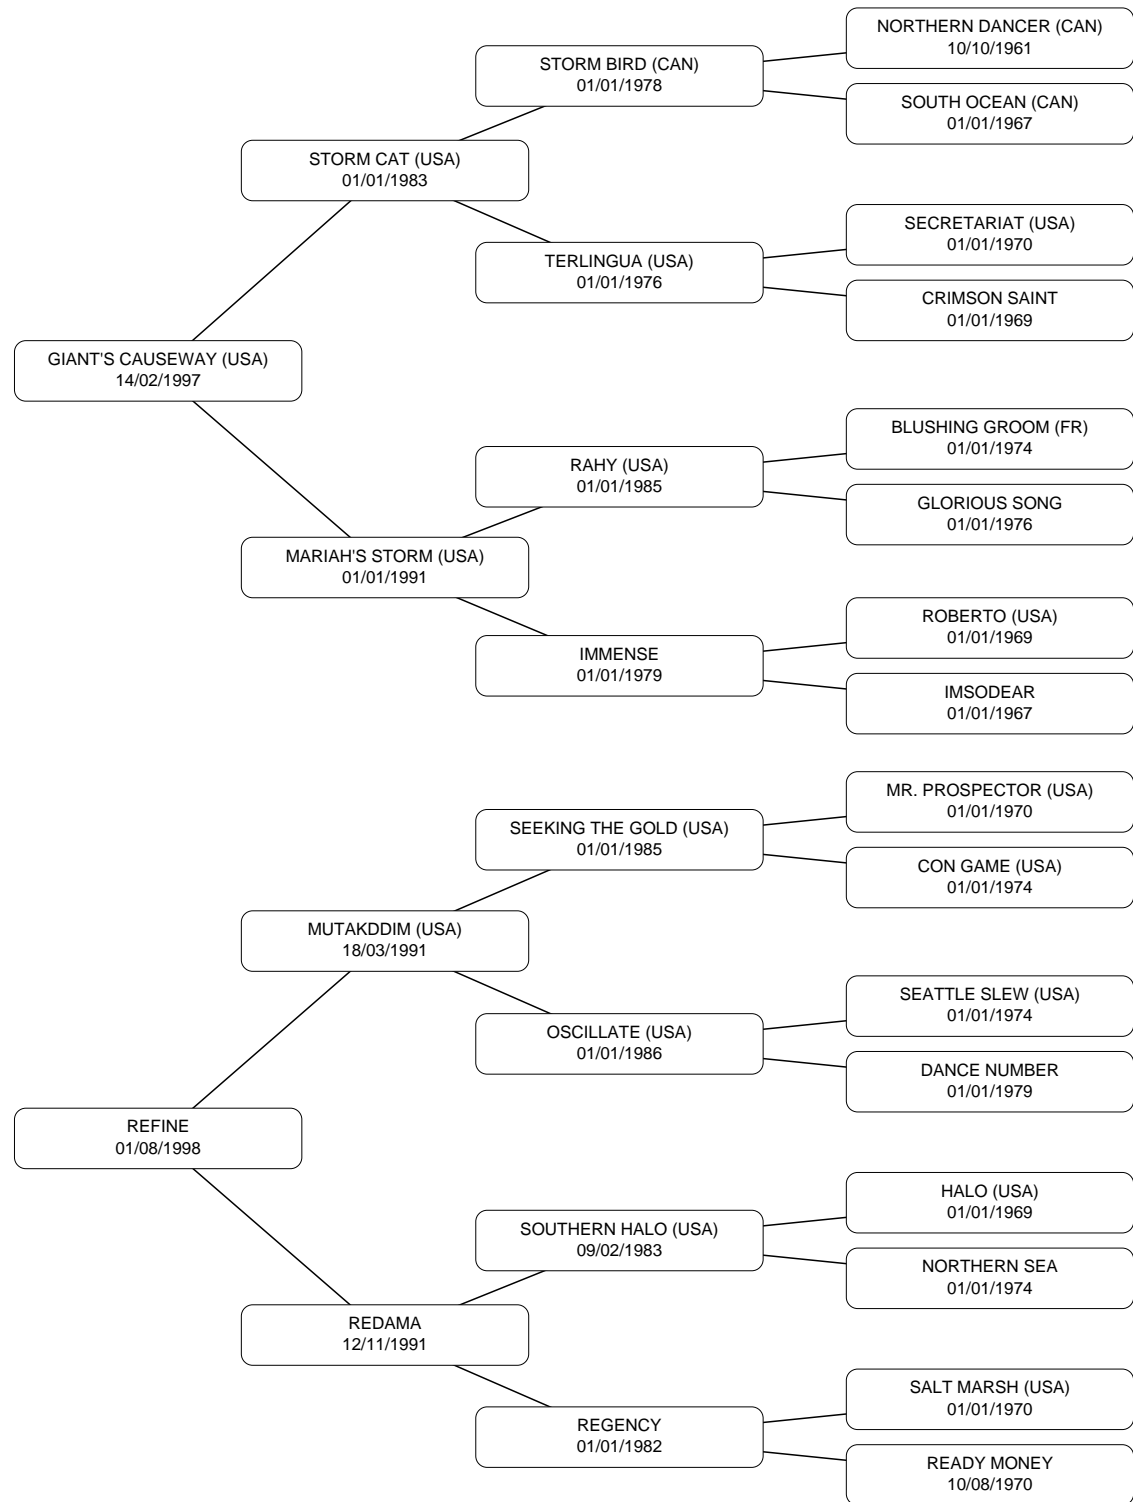 NORTHERN DANCER (CAN)
10/10/1961
STORM BIRD (CAN)
01/01/1978
SOUTH OCEAN (CAN)
01/01/1967
STORM CAT (USA)
01/01/1983
SECRETARIAT (USA)
01/01/1970
TERLINGUA (USA)
01/01/1976
CRIMSON SAINT
01/01/1969
GIANT'S CAUSEWAY (USA)
14/02/1997
BLUSHING GROOM (FR)
01/01/1974
RAHY (USA)
01/01/1985
GLORIOUS SONG
01/01/1976
MARIAH'S STORM (USA)
01/01/1991
ROBERTO (USA)
01/01/1969
IMMENSE
01/01/1979
IMSODEAR
01/01/1967
MR. PROSPECTOR (USA)
01/01/1970
SEEKING THE GOLD (USA)
01/01/1985
CON GAME (USA)
01/01/1974
MUTAKDDIM (USA)
18/03/1991
SEATTLE SLEW (USA)
01/01/1974
OSCILLATE (USA)
01/01/1986
DANCE NUMBER
01/01/1979
REFINE
01/08/1998
HALO (USA)
01/01/1969
SOUTHERN HALO (USA)
09/02/1983
NORTHERN SEA
01/01/1974
REDAMA
12/11/1991
SALT MARSH (USA)
01/01/1970
REGENCY
01/01/1982
READY MONEY
10/08/1970